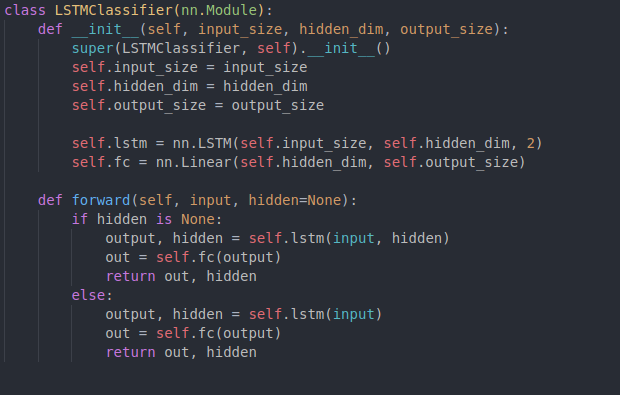 class LSTMClassifier(nn.Module):
    def __init__(self, input_size, hidden_dim, output_size):
        super(LSTMClassifier, self).__init__()
        self.input_size = input_size
        self.hidden_dim = hidden_dim
        self.output_size = output_size

        self.lstm = nn.LSTM(self.input_size, self.hidden_dim, 2)
        self.fc = nn.Linear(self.hidden_dim, self.output_size)

    def forward(self, input, hidden=None):
        if hidden is None:
            output, hidden = self.lstm(input, hidden)
            out = self.fc(output)
            return out, hidden
        else:
            output, hidden = self.lstm(input)
            out = self.fc(output)
            return out, hidden